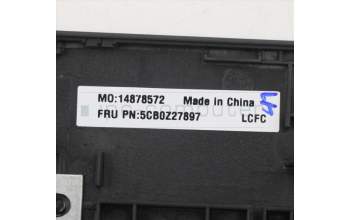 MO:14878572 Made in China
FRU PN:5CB0Z27897 LCFC